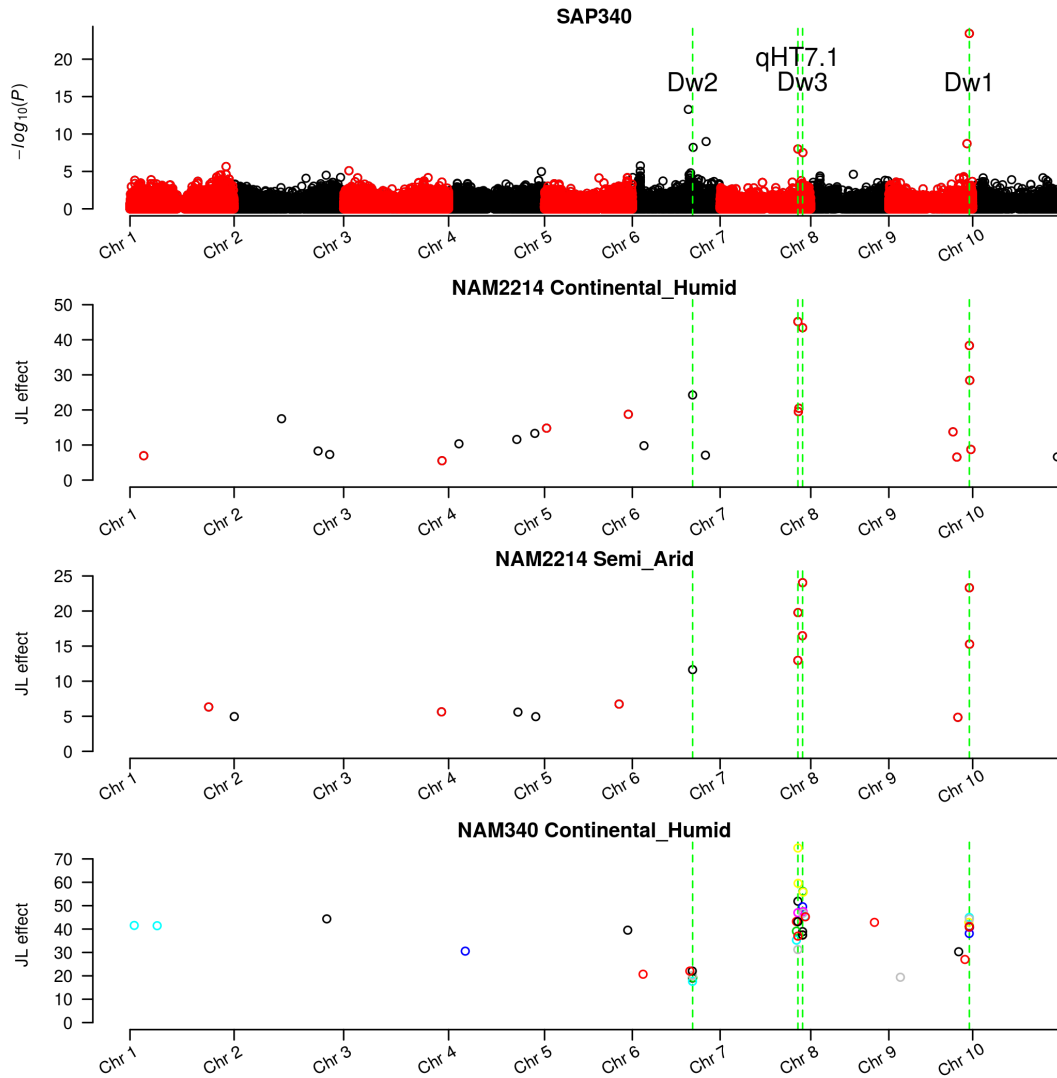 SAP340
−log10(P)
20
15
10
5
0
qHT7.1
Dw2 Dw3 Dw1
Chr 1 Chr 2 Chr 3 Chr 4 Chr 5 Chr 6 Chr 7 Chr 8 Chr 9 Chr 10
NAM2214 Continental_Humid
JL effect
50
40
30
20
10
0
Chr 1 Chr 2 Chr 3 Chr 4 Chr 5 Chr 6 Chr 7 Chr 8 Chr 9 Chr 10
NAM2214 Semi_Arid
JL effect
25
20
15
10
5
0
Chr 1 Chr 2 Chr 3 Chr 4 Chr 5 Chr 6 Chr 7 Chr 8 Chr 9 Chr 10
NAM340 Continental_Humid
JL effect
70
60
50
40
30
20
10
0
Chr 1 Chr 2 Chr 3 Chr 4 Chr 5 Chr 6 Chr 7 Chr 8 Chr 9 Chr 10